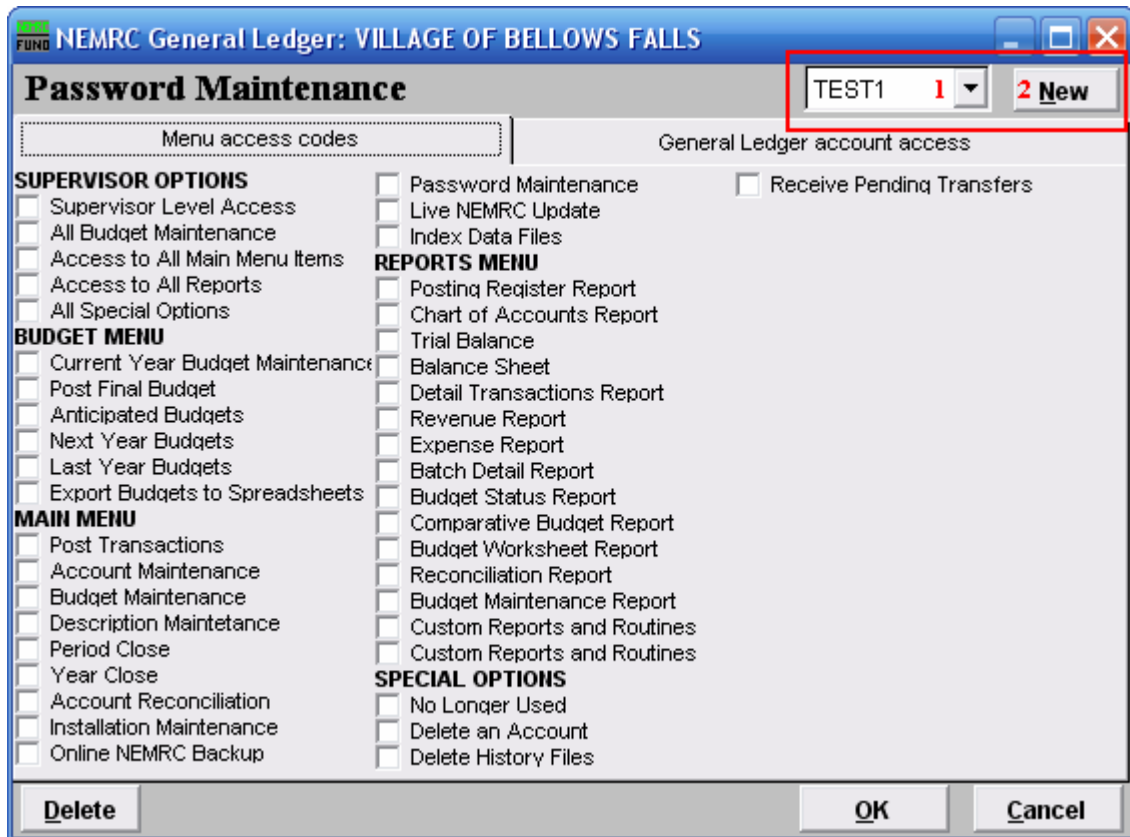 NEMRC
FUND NEMRC General Ledger: VILLAGE OF BELLOWS FALLS
Password Maintenance
TEST1 1
2 New
Menu access codes
General Ledger account access
SUPERVISOR OPTIONS
Supervisor Level Access
All Budget Maintenance
Access to All Main Menu Items
Access to All Reports
All Special Options
BUDGET MENU
Current Year Budget Maintenance
Post Final Budget
Anticipated Budgets
Next Year Budgets
Last Year Budgets
Export Budgets to Spreadsheets
MAIN MENU
Post Transactions
Account Maintenance
Budget Maintenance
Description Maintetance
Period Close
Year Close
Account Reconciliation
Installation Maintenance
Online NEMRC Backup
Password Maintenance
Live NEMRC Update
Index Data Files
REPORTS MENU
Posting Register Report
Chart of Accounts Report
Trial Balance
Balance Sheet
Detail Transactions Report
Revenue Report
Expense Report
Batch Detail Report
Budget Status Report
Comparative Budget Report
Budget Worksheet Report
Reconciliation Report
Budget Maintenance Report
Custom Reports and Routines
Custom Reports and Routines
SPECIAL OPTIONS
No Longer Used
Delete an Account
Delete History Files
Receive Pending Transfers
Delete
OK
Cancel